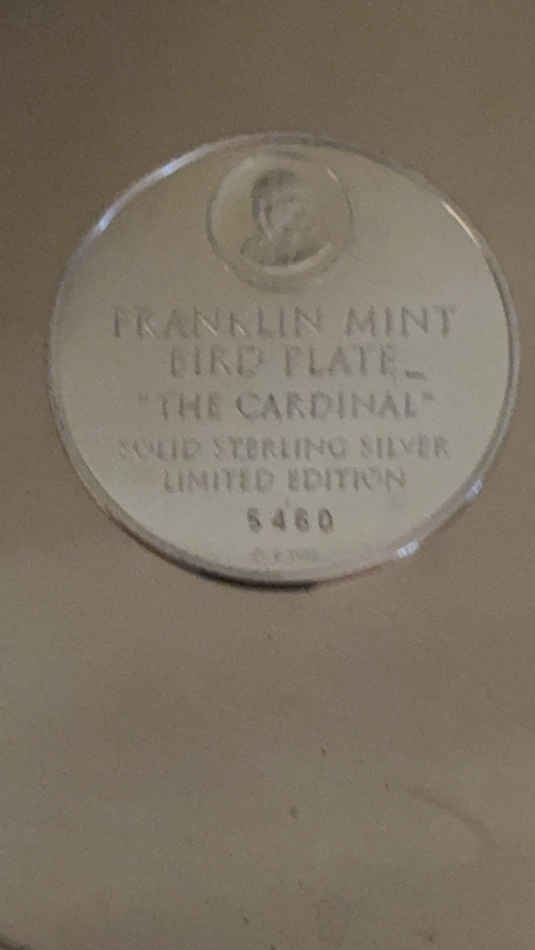 FRANKLIN MINT
BIRD PLATE
"THE CARDINAL"
SOLID STERLING SILVER
LIMITED EDITION
5460